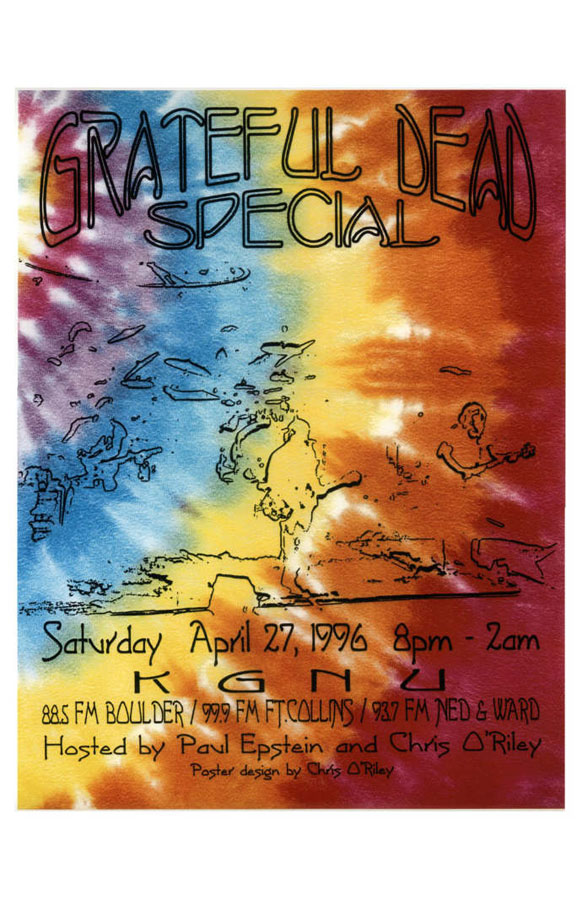 GRATEFUL DEAD
SPECIAL
Saturday April 27, 1996 8pm - 2am
KGNU
88.5 FM BOULDER / 99.9 FM FT.COLLINS / 93.7 FM NED & WARD
Hosted by Paul Epstein and Chris O'Riley
Poster design by Chris O'Riley